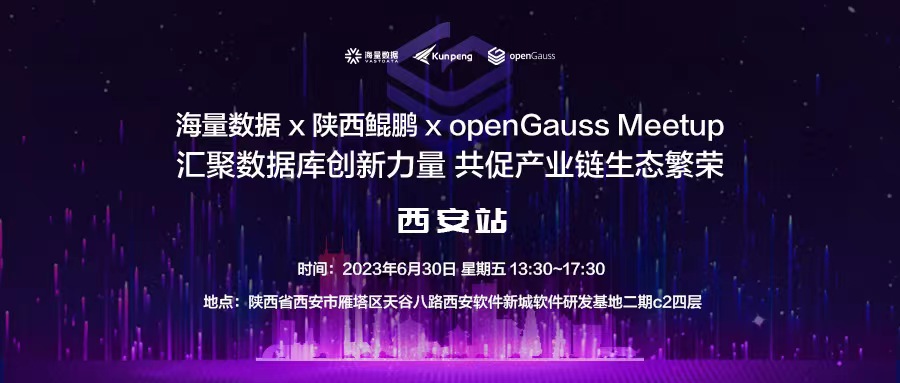 海量数据 VASTDATA Kunpeng openGauss
海量数据 x 陕西鲲鹏 x openGauss Meetup
汇聚数据库创新力量 共促产业链生态繁荣
西安站
时间：2023年6月30日 星期五 13:30~17:30
地点：陕西省西安市雁塔区天谷八路西安软件新城软件研发基地二期c2四层